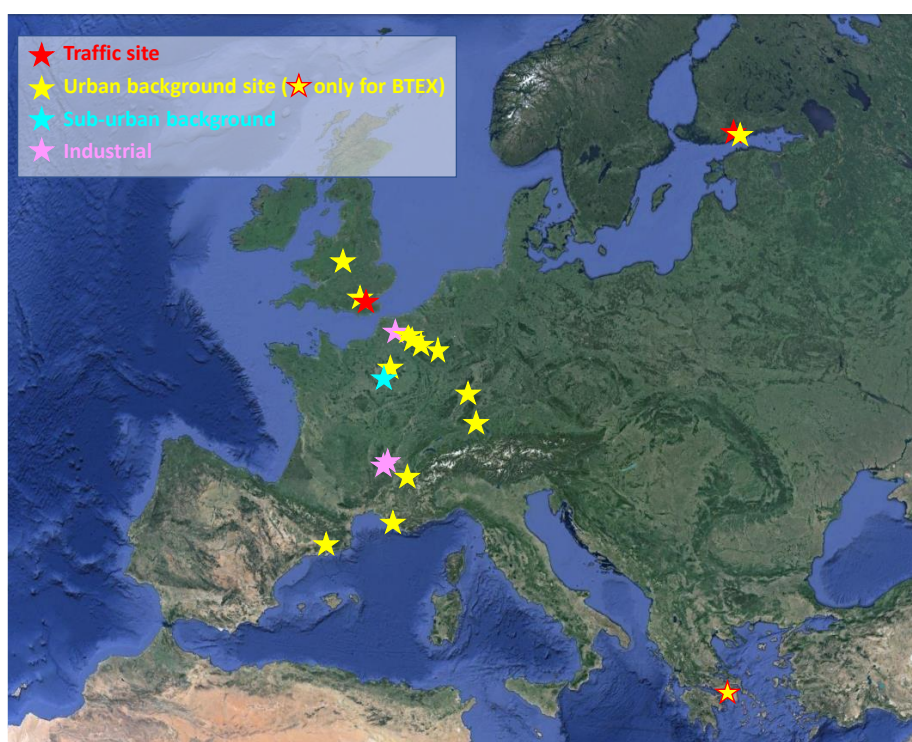 Traffic site
Urban background site ( only for BTEX)
Sub-urban background
Industrial